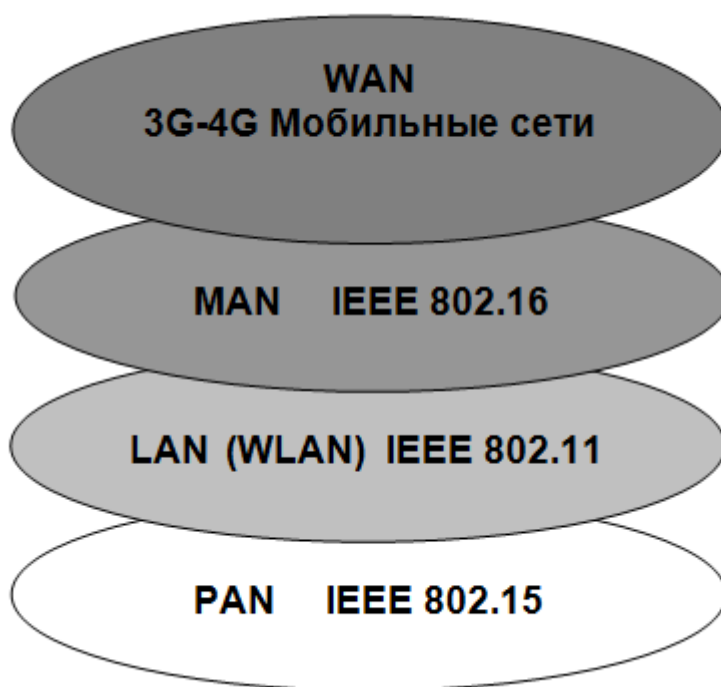 WAN
3G-4G Мобильные сети
MAN IEEE 802.16
LAN (WLAN) IEEE 802.11
PAN IEEE 802.15